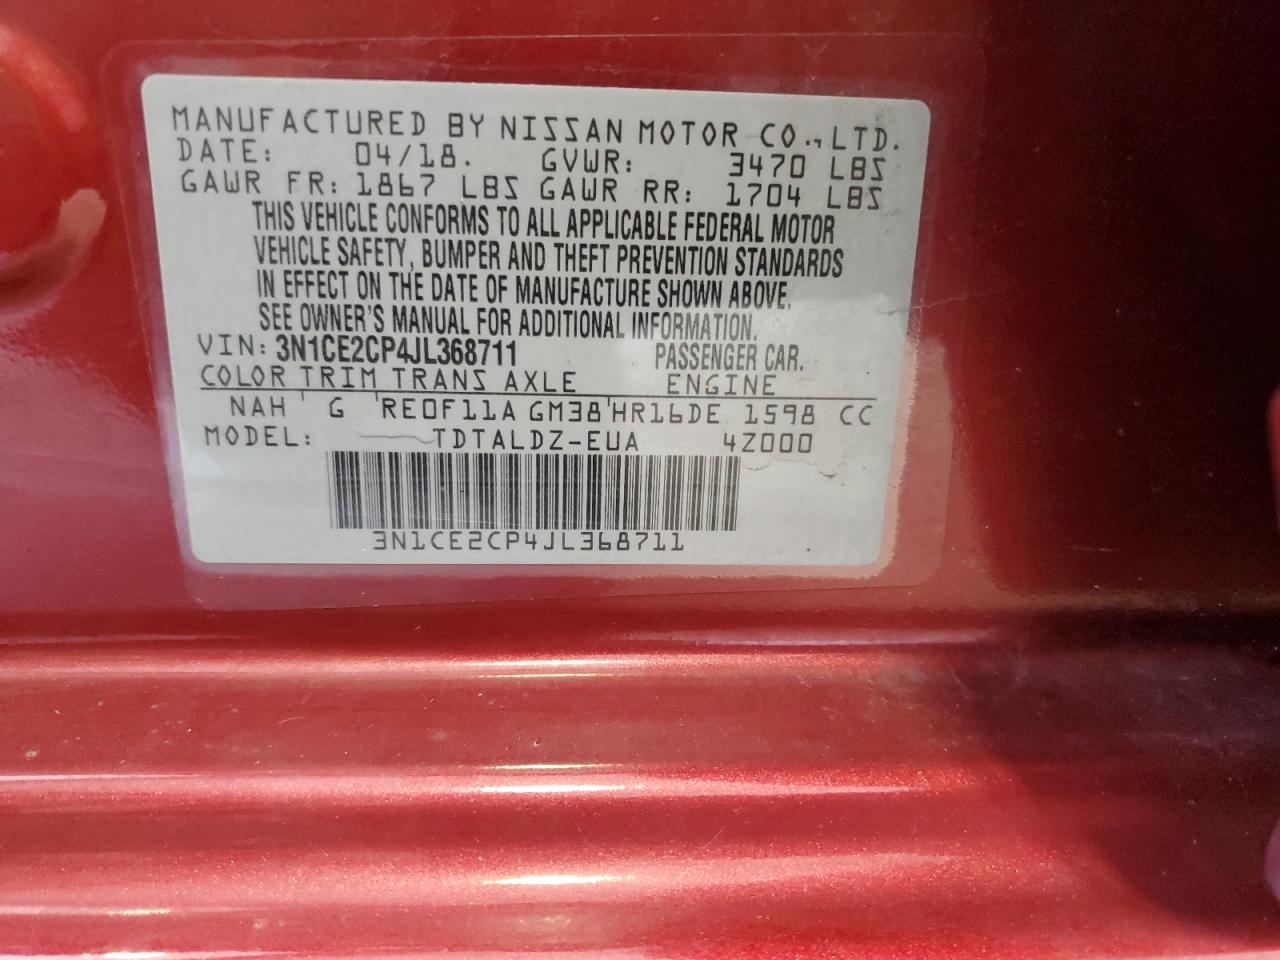 MANUFACTURED BY NISSAN MOTOR CO., LTD.
DATE: 04/18. GVWR: 3470 LBS
GAWR FR: 1867 LBS GAWR RR: 1704 LBS
THIS VEHICLE CONFORMS TO ALL APPLICABLE FEDERAL MOTOR
VEHICLE SAFETY, BUMPER AND THEFT PREVENTION STANDARDS
IN EFFECT ON THE DATE OF MANUFACTURE SHOWN ABOVE.
SEE OWNER'S MANUAL FOR ADDITIONAL INFORMATION.
VIN: 3N1CE2CP4JL368711 PASSENGER CAR.
COLOR TRIM TRANS AXLE ENGINE
NAH G RE0F11A GM38 HR16DE 1598 CC
MODEL: TDTALDZ-EUA 4Z000
3N1CE2CP4JL368711